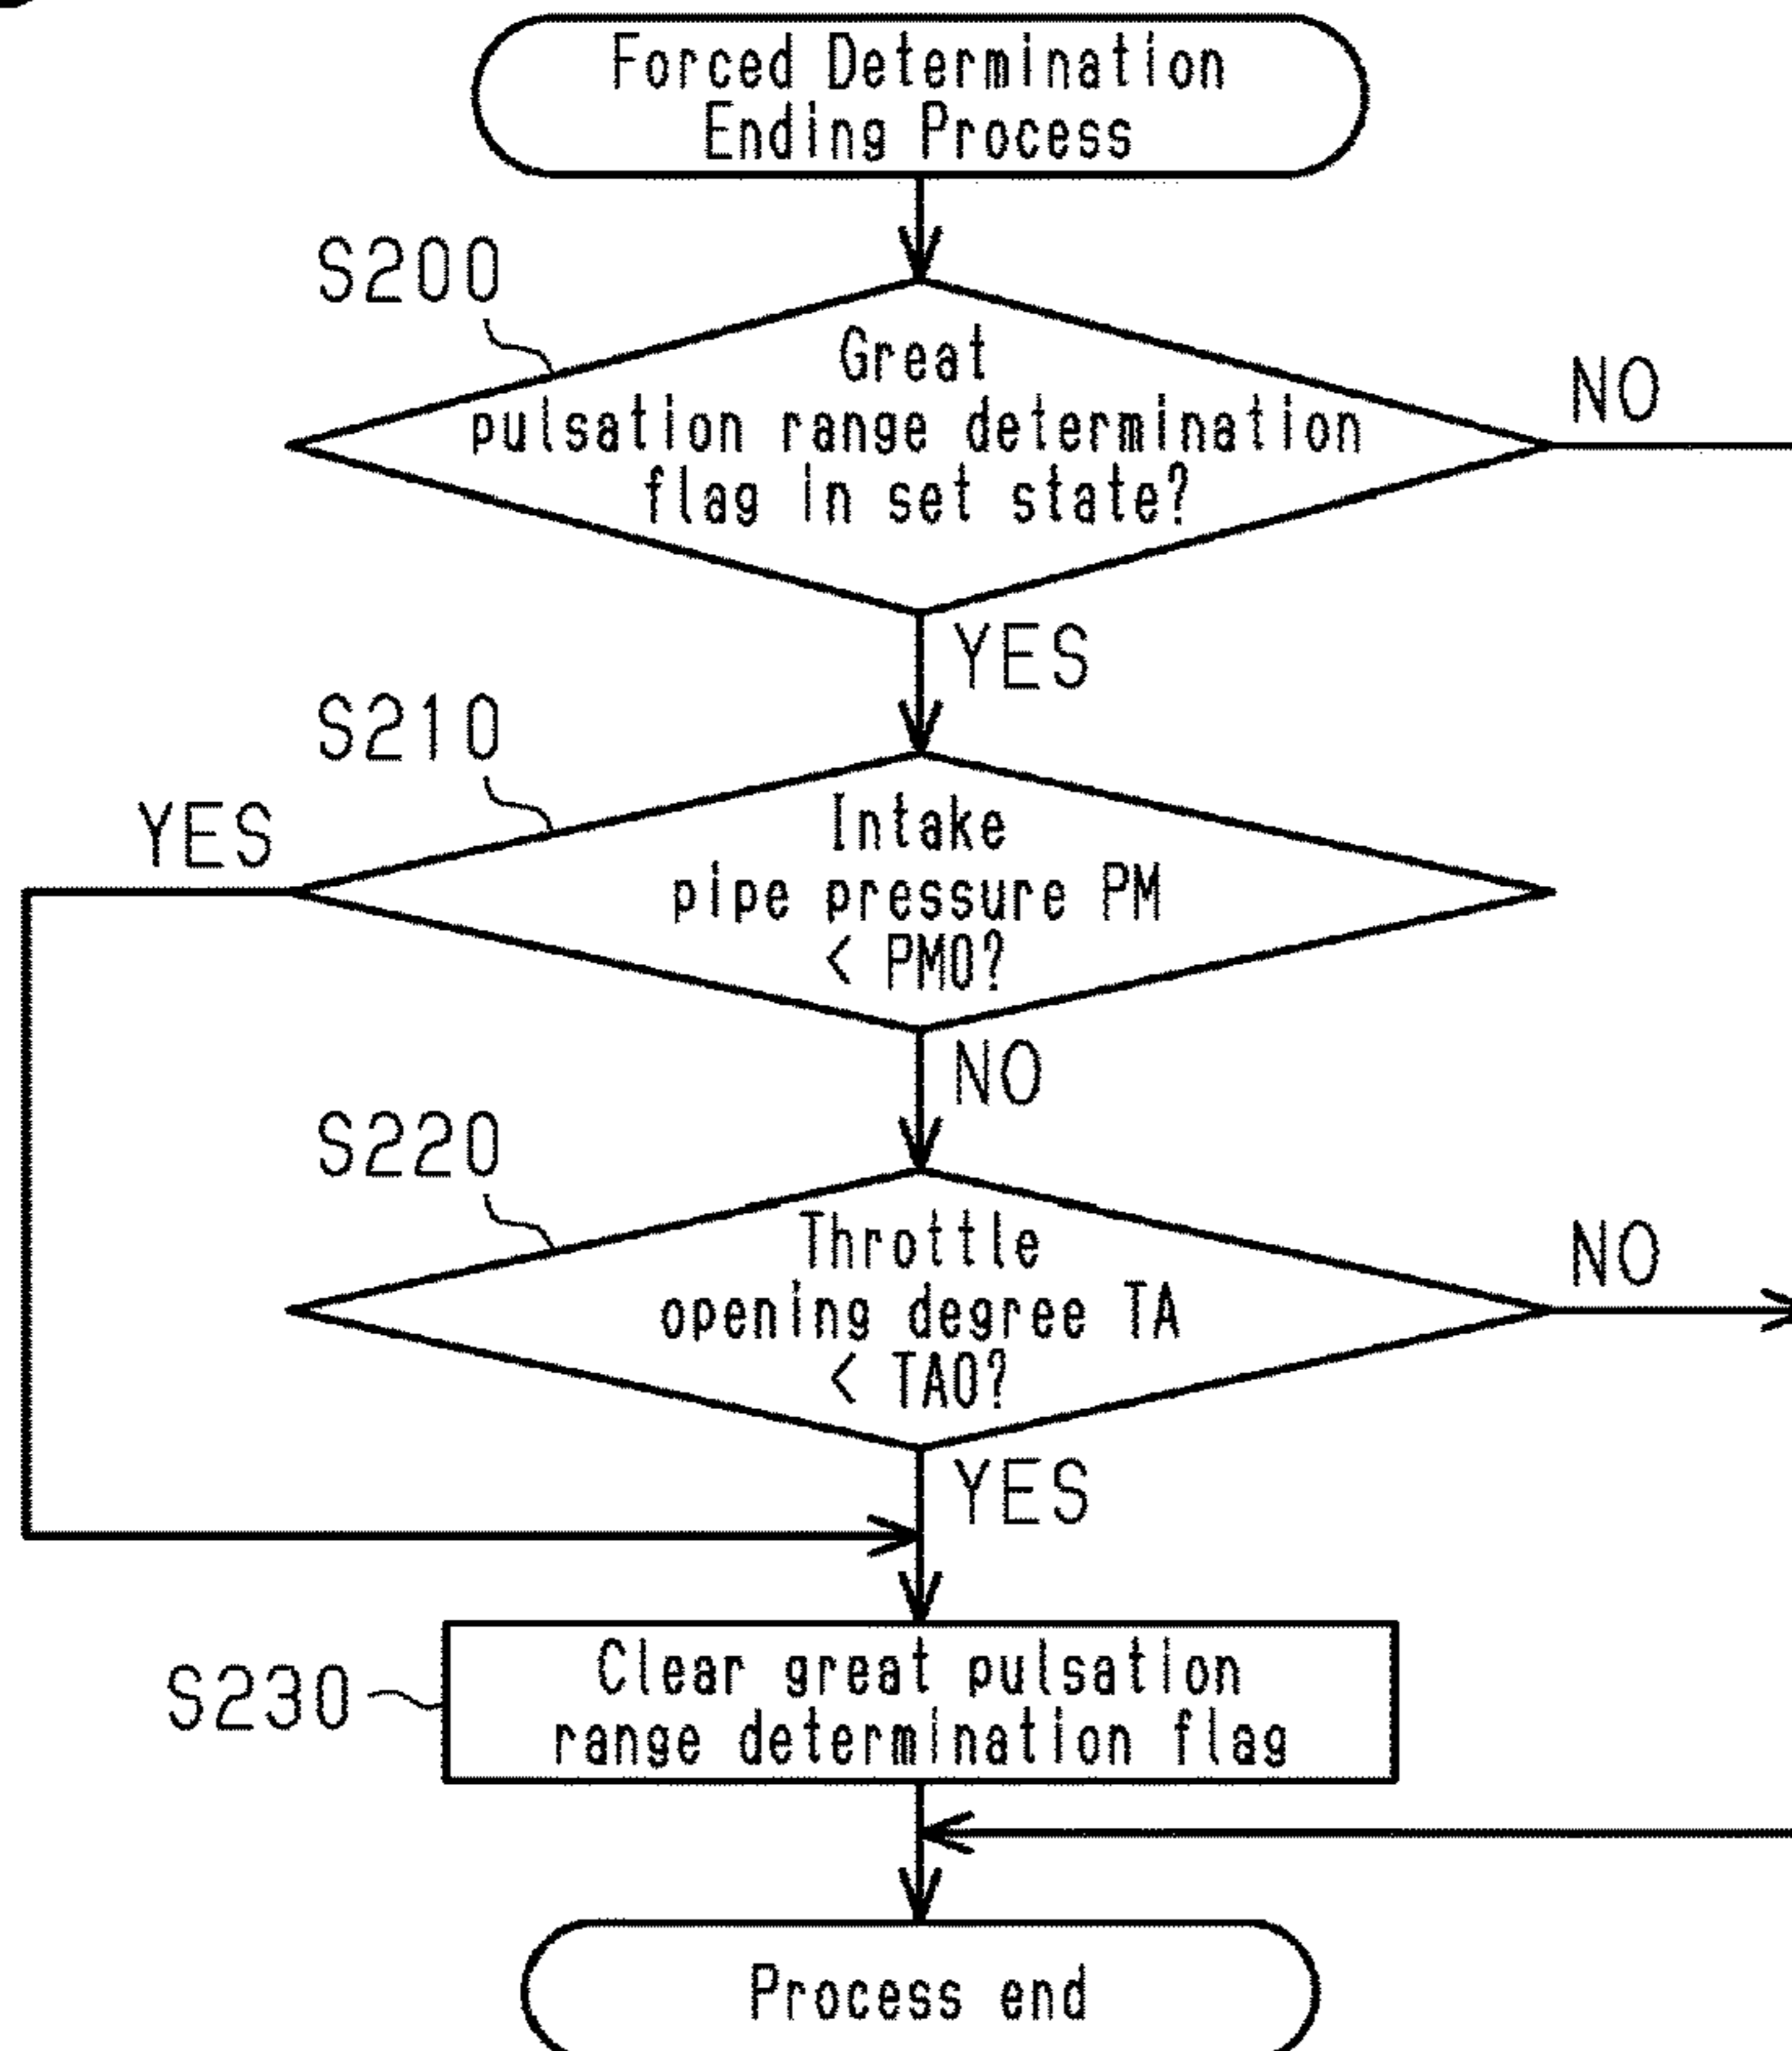 Forced Determination
Ending Process
S200
Great
pulsation range determination
flag in set state?
NO
YES
S210
YES
Intake
pipe pressure PM
< PM0?
NO
S220
Throttle
opening degree TA
< TA0?
NO
YES
S230
Clear great pulsation
range determination flag
Process end